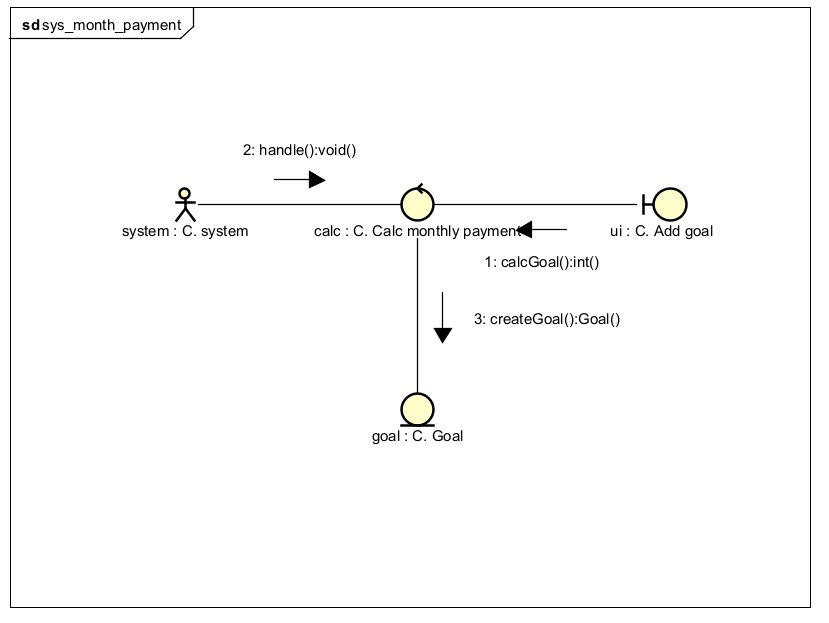 sd sys_month_payment
2: handle():void()
system : C. system
calc : C. Calc monthly payment
ui : C. Add goal
1: calcGoal():int()
3: createGoal():Goal()
goal : C. Goal